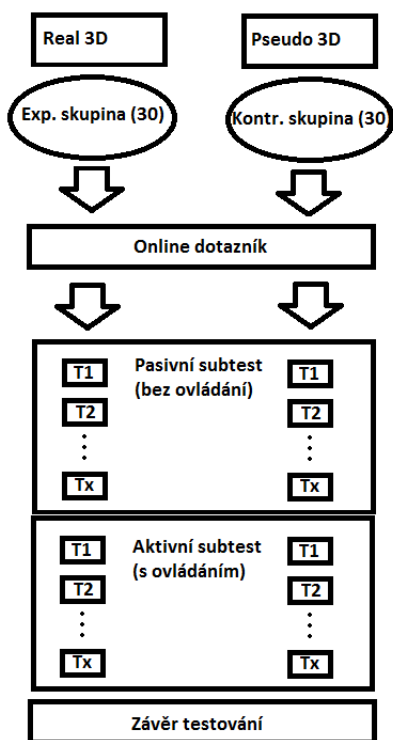 Real 3D
Pseudo 3D
Exp. skupina (30)
Kontr. skupina (30
Online dotazník
Pasivní subtest
(bez ovládání)
T1
T1
T2
T2
Tx
Tx
Aktivní subtest
(s ovládáním)
T1
T1
T2
T2
Tx
Tx
Závěr testování